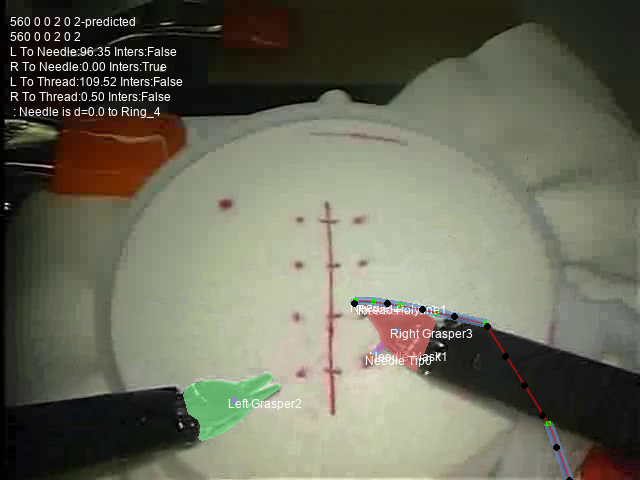 560 0 0 2 0 2-predicted
560 0 0 2 0 2
L To Needle:96.35 Inters:False
R To Needle:0.00 Inters:True
L To Thread:109.52 Inters:False
R To Thread:0.50 Inters:False
: Needle is d=0.0 to Ring_4
Right Grasper3
Left Grasper2